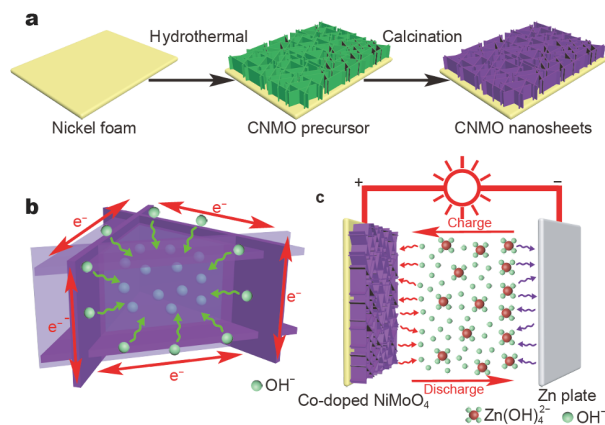 a
Hydrothermal
Calcination
Nickel foam
CNMO precursor
CNMO nanosheets
b
e⁻
e⁻
e⁻
e⁻
e⁻
OH⁻
c
+
−
Charge
Discharge
Co-doped NiMoO₄
Zn plate
Zn(OH)₄²⁻
OH⁻